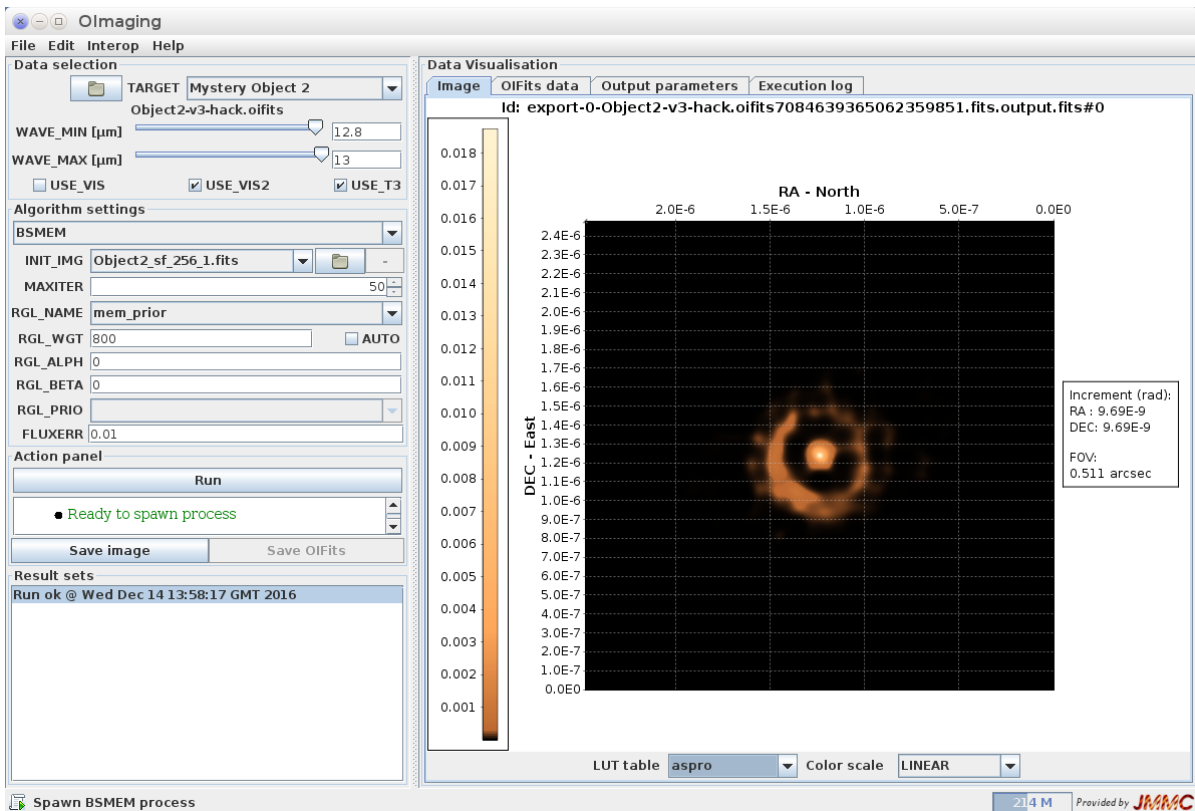 OImaging
File Edit Interop Help
Data selection
TARGET Mystery Object 2
Object2-v3-hack.oifits
WAVE_MIN [µm] 12.8
WAVE_MAX [µm] 13
USE_VIS USE_VIS2 USE_T3
Algorithm settings
BSMEM
INIT_IMG Object2_sf_256_1.fits -
MAXITER 50
RGL_NAME mem_prior
RGL_WGT 800 AUTO
RGL_ALPH 0
RGL_BETA 0
RGL_PRIO
FLUXERR 0.01
Action panel
Run
Ready to spawn process
Save image Save OIFits
Result sets
Run ok @ Wed Dec 14 13:58:17 GMT 2016
Spawn BSMEM process
Data Visualisation
Image OIFits data Output parameters Execution log
Id: export-0-Object2-v3-hack.oifits7084639365062359851.fits.output.fits#0
0.018
0.017
0.016
0.015
0.014
0.013
0.012
0.011
0.010
0.009
0.008
0.007
0.006
0.005
0.004
0.003
0.002
0.001
RA - North
2.0E-6 1.5E-6 1.0E-6 5.0E-7 0.0E0
DEC - East
2.4E-6
2.3E-6
2.2E-6
2.1E-6
2.0E-6
1.9E-6
1.8E-6
1.7E-6
1.6E-6
1.5E-6
1.4E-6
1.3E-6
1.2E-6
1.1E-6
1.0E-6
9.0E-7
8.0E-7
7.0E-7
6.0E-7
5.0E-7
4.0E-7
3.0E-7
2.0E-7
1.0E-7
0.0E0
Increment (rad):
RA : 9.69E-9
DEC: 9.69E-9
FOV:
0.511 arcsec
LUT table aspro Color scale LINEAR
214 M Provided by JMMC